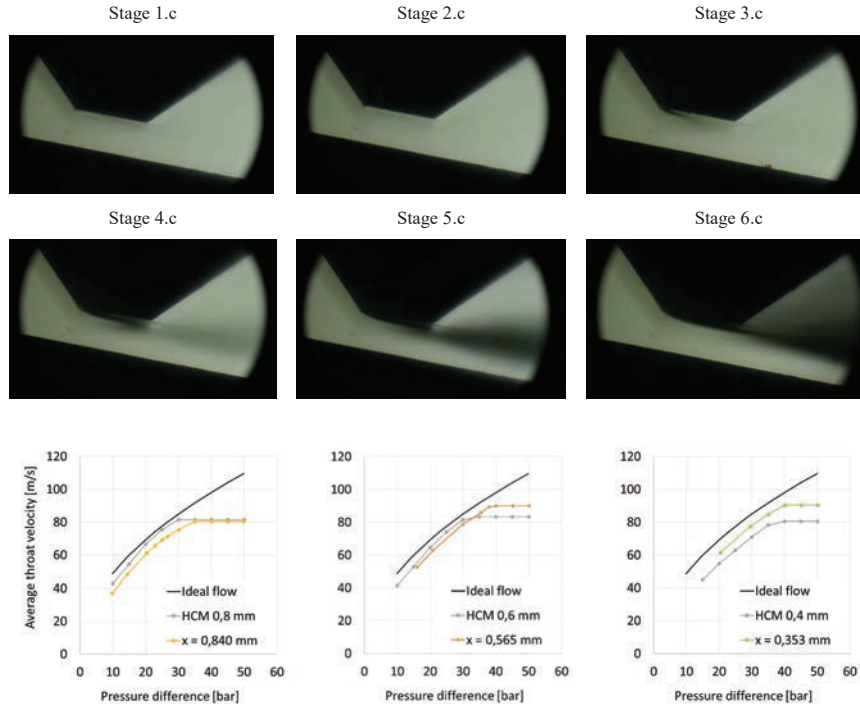 Stage 1.c
Stage 2.c
Stage 3.c
Stage 4.c
Stage 5.c
Stage 6.c
Average throat velocity [m/s]
120
100
80
60
40
20
0
Ideal flow
HCM 0,8 mm
x = 0,840 mm
0 10 20 30 40 50 60
Pressure difference [bar]
120
100
80
60
40
20
0
Ideal flow
HCM 0,6 mm
x = 0,565 mm
0 10 20 30 40 50 60
Pressure difference [bar]
120
100
80
60
40
20
0
Ideal flow
HCM 0,4 mm
x = 0,353 mm
0 10 20 30 40 50 60
Pressure difference [bar]